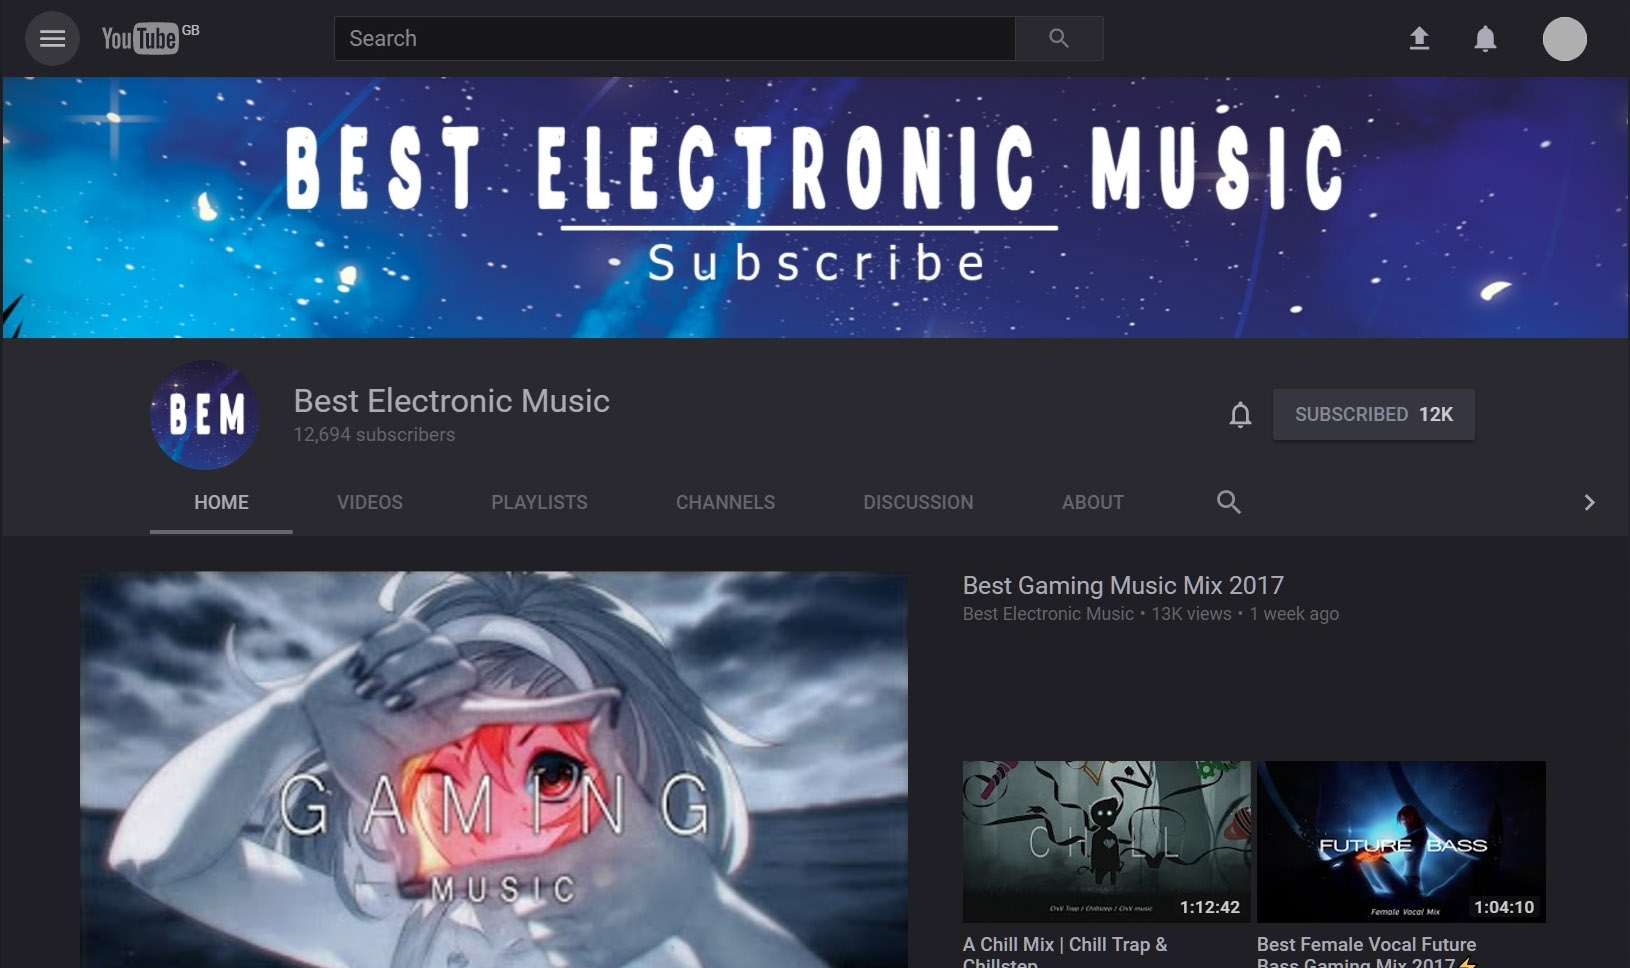 YouTube GB
Search
BEST ELECTRONIC MUSIC
Subscribe
BEM
Best Electronic Music
12,694 subscribers
SUBSCRIBED 12K
HOME VIDEOS PLAYLISTS CHANNELS DISCUSSION ABOUT
GAMING
MUSIC
Best Gaming Music Mix 2017
Best Electronic Music • 13K views • 1 week ago
CHILL
Chill Trap / Chillstep / Chill music
1:12:42
FUTURE BASS
Female Vocal Mix
1:04:10
A Chill Mix | Chill Trap &
Chillstep
Best Female Vocal Future
Bass Gaming Mix 2017⚡